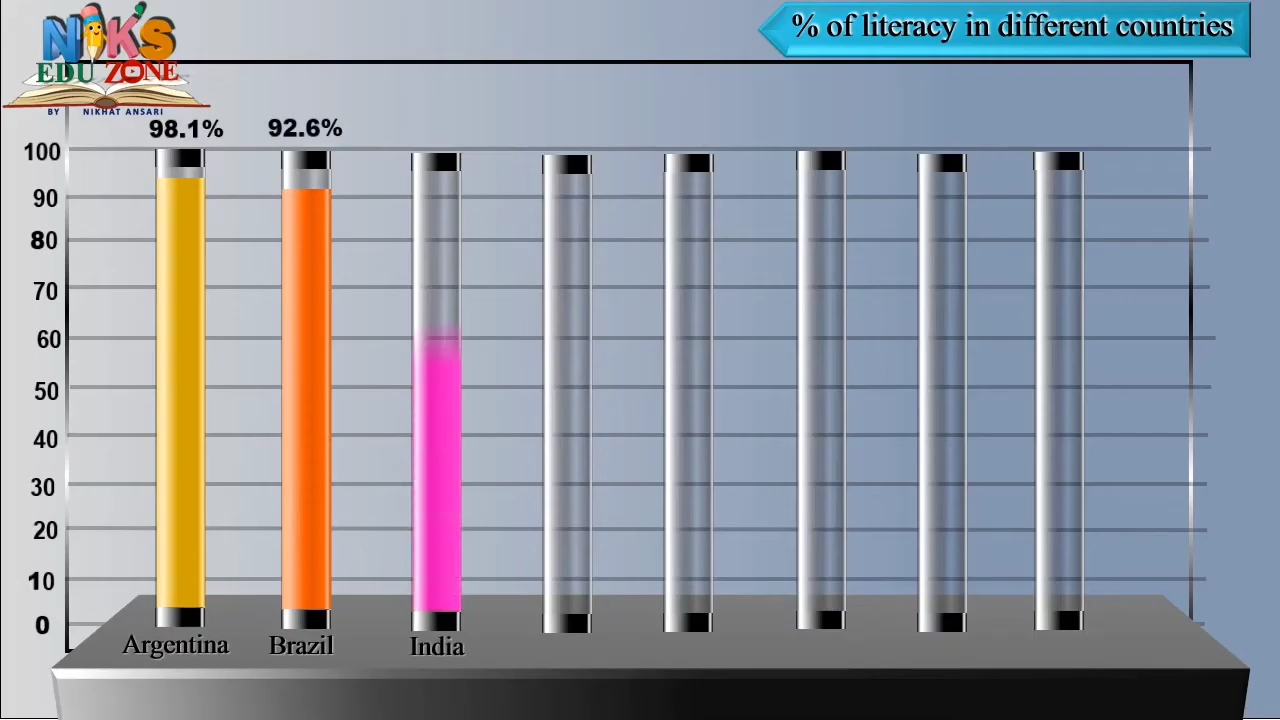 % of literacy in different countries
NIK'S
EDU ZONE
BY NIKHAT ANSARI
98.1% 92.6%
100
90
80
70
60
50
40
30
20
10
0
Argentina Brazil India